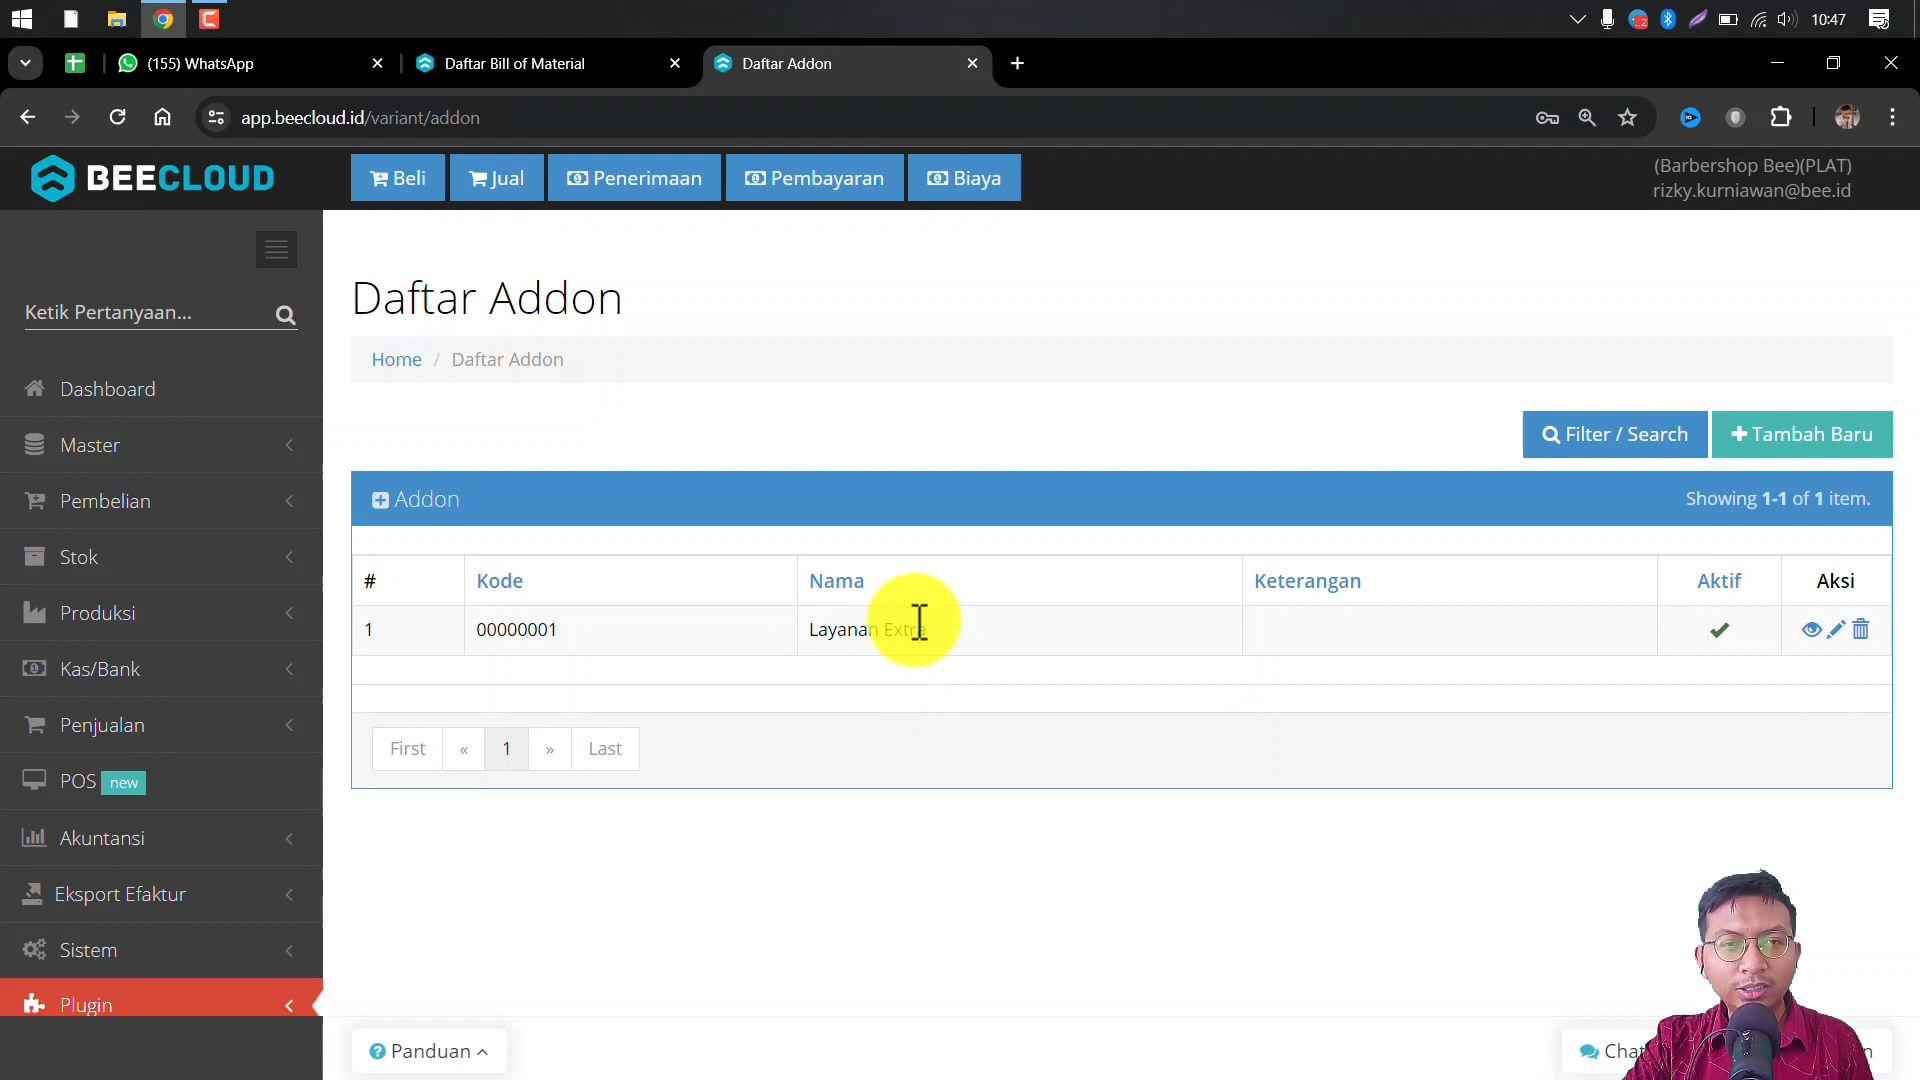 10:47
(155) WhatsApp
Daftar Bill of Material
Daftar Addon
app.beecloud.id/variant/addon
BEECLOUD
Beli
Jual
Penerimaan
Pembayaran
Biaya
(Barbershop Bee)(PLAT)
rizky.kurniawan@bee.id
Ketik Pertanyaan...
Dashboard
Master
Pembelian
Stok
Produksi
Kas/Bank
Penjualan
POS new
Akuntansi
Eksport Efaktur
Sistem
Plugin
Daftar Addon
Home / Daftar Addon
Filter / Search
Tambah Baru
Addon
Showing 1-1 of 1 item.
# Kode Nama Keterangan Aktif Aksi
1 00000001 Layanan Extra
First « 1 » Last
Panduan
Chat